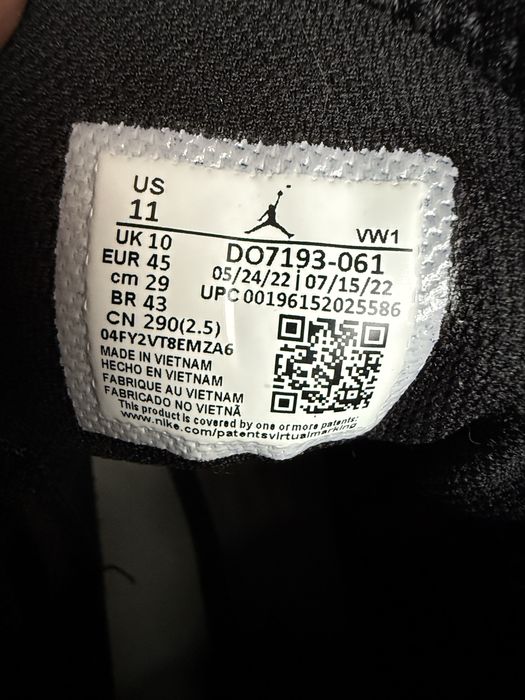 US
11
VW1
UK 10
EUR 45
cm 29
BR 43
CN 290(2.5)
DO7193-061
05/24/22 | 07/15/22
UPC 00196152025586
04FY2VT8EMZA6
MADE IN VIETNAM
HECHO EN VIETNAM
FABRIQUE AU VIETNAM
FABRICADO NO VIETNÃ
This product is covered by one or more patents:
www.nike.com/patentsvirtualmarking